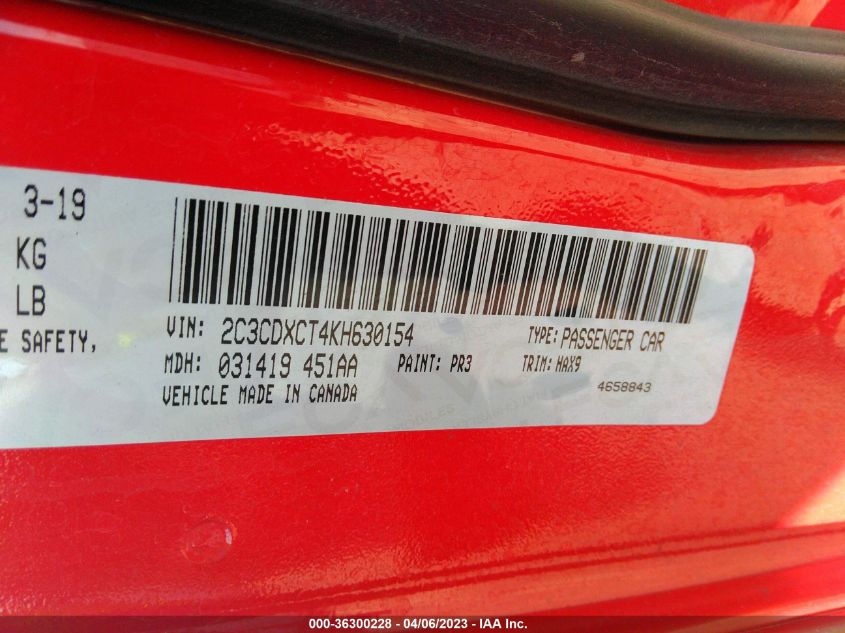 3-19
KG
LB
E SAFETY,
VIN: 2C3CDXCT4KH630154
TYPE: PASSENGER CAR
MDH: 031419 451AA
PAINT: PR3
TRIM: HAX9
VEHICLE MADE IN CANADA
4658843
000-36300228 - 04/06/2023 - IAA Inc.